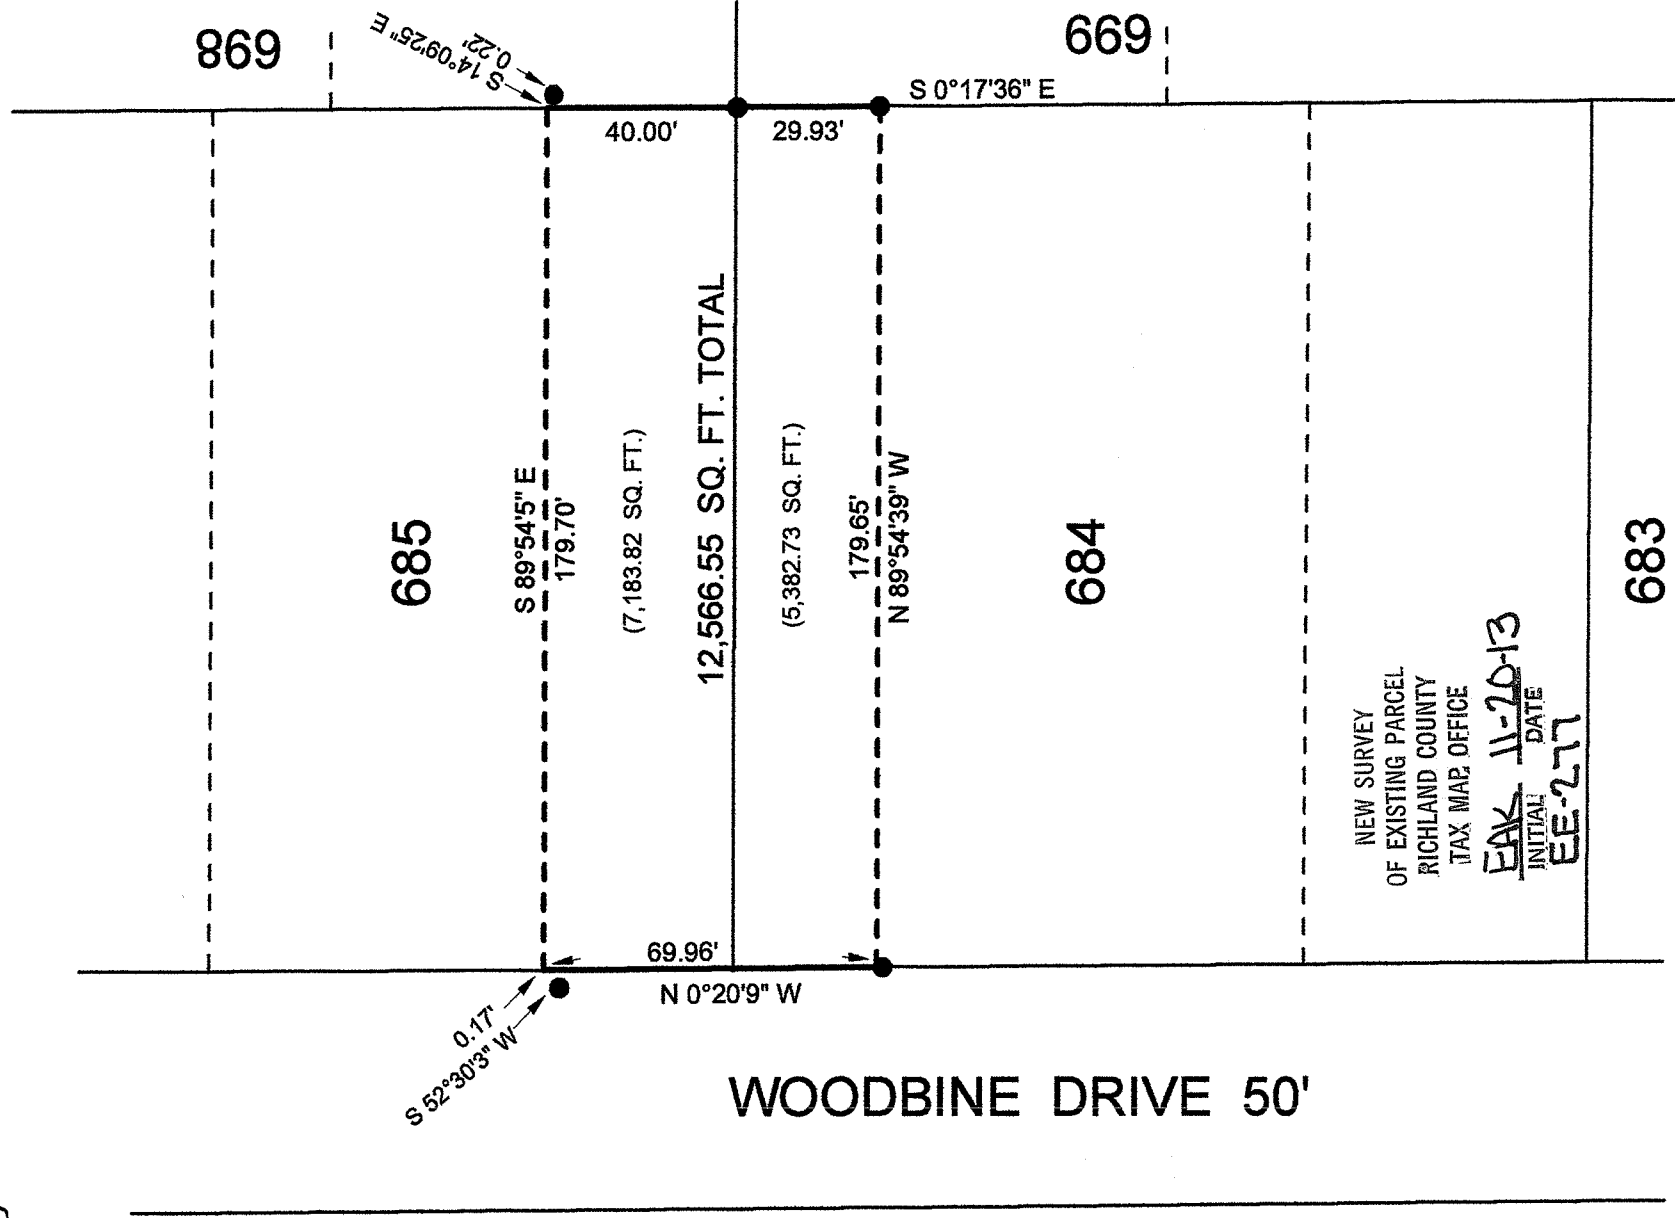 869
669
S 14°09'25" E
0.22'
S 0°17'36" E
40.00'
29.93'
685
S 89°54'5" E
179.70'
(7,183.82 SQ. FT.)
12,566.55 SQ. FT. TOTAL
(5,382.73 SQ. FT.)
179.65'
N 89°54'39" W
684
683
NEW SURVEY
OF EXISTING PARCEL
RICHLAND COUNTY
TAX MAP OFFICE
EAK 11-20-13
INITIAL DATE
EE-277
69.96'
N 0°20'9" W
0.17'
S 52°30'3" W
WOODBINE DRIVE 50'